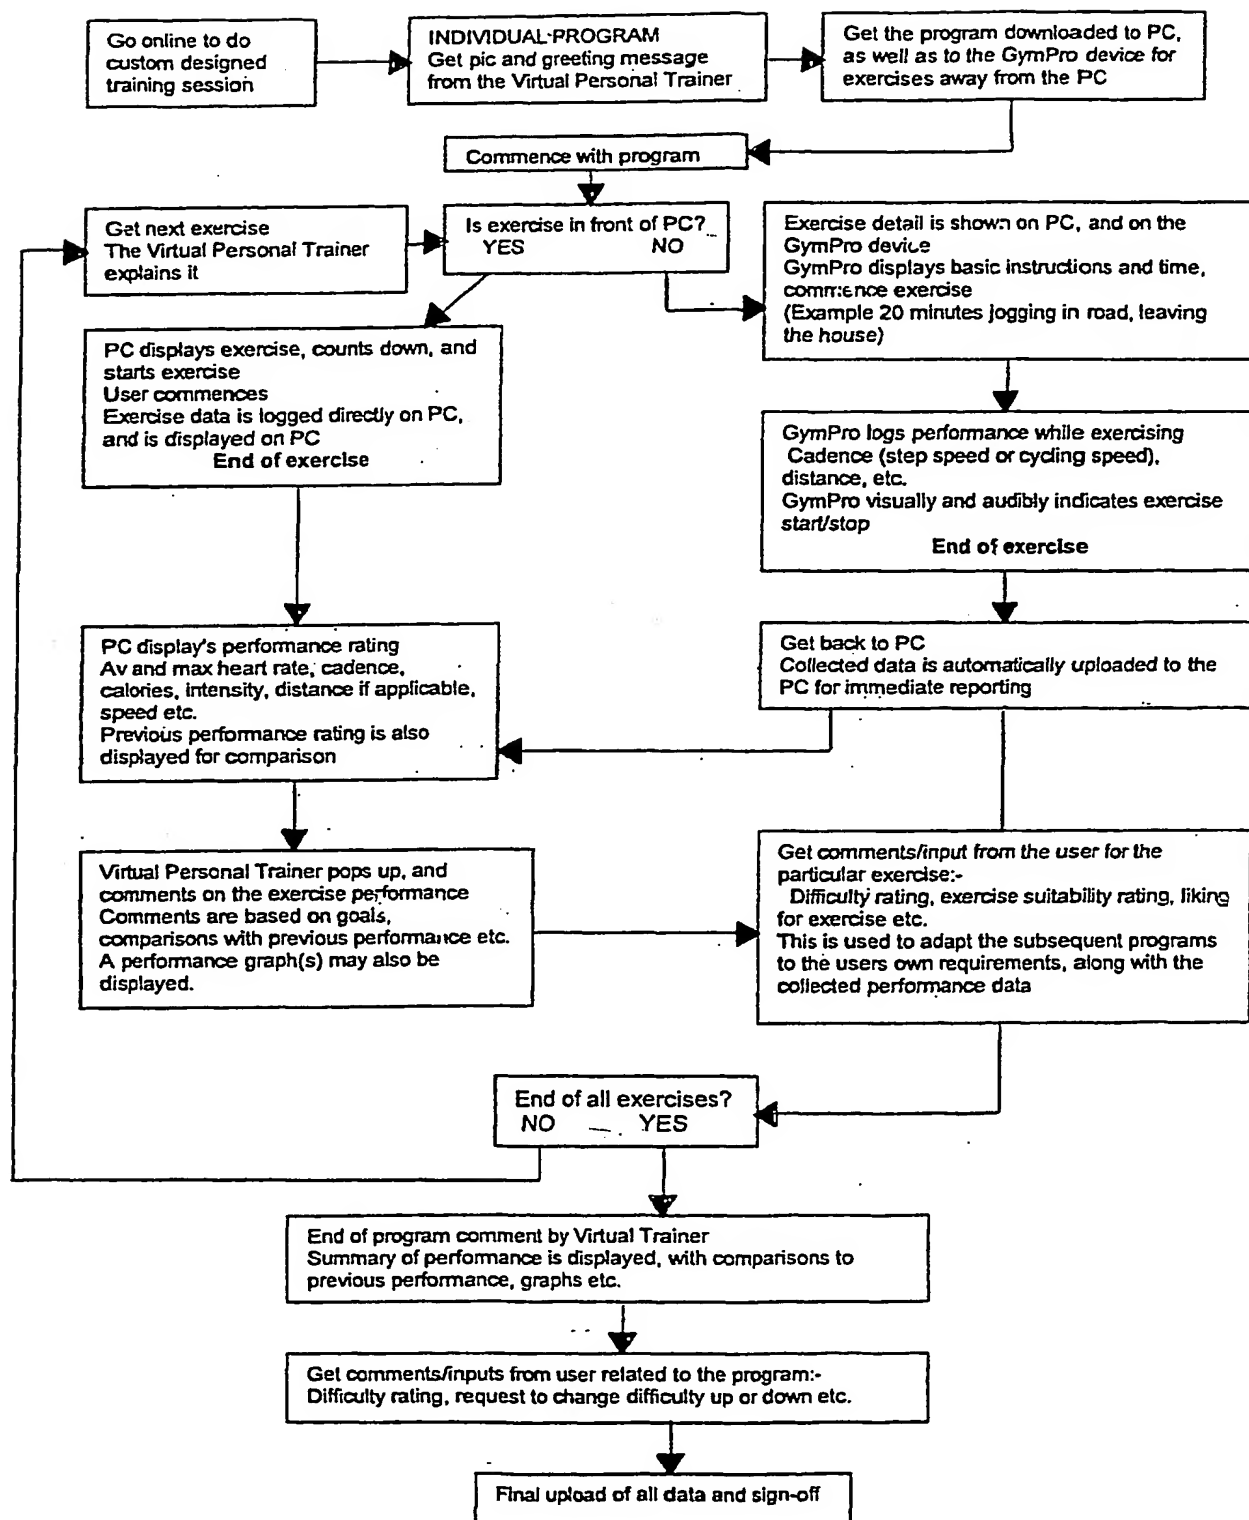 Go online to do
custom designed
training session
INDIVIDUAL-PROGRAM
Get pic and greeting message
from the Virtual Personal Trainer
Get the program downloaded to PC,
as well as to the GymPro device for
exercises away from the PC
Commence with program
Get next exercise
The Virtual Personal Trainer
explains it
Is exercise in front of PC?
YES NO
Exercise detail is shown on PC, and on the
GymPro device
GymPro displays basic instructions and time,
commence exercise
(Example 20 minutes jogging in road, leaving
the house)
PC displays exercise, counts down, and
starts exercise
User commences
Exercise data is logged directly on PC,
and is displayed on PC
End of exercise
GymPro logs performance while exercising
Cadence (step speed or cycling speed),
distance, etc.
GymPro visually and audibly indicates exercise
start/stop
End of exercise
PC display's performance rating
Av and max heart rate, cadence,
calories, intensity, distance if applicable,
speed etc.
Previous performance rating is also
displayed for comparison
Get back to PC
Collected data is automatically uploaded to the
PC for immediate reporting
Virtual Personal Trainer pops up, and
comments on the exercise performance
Comments are based on goals,
comparisons with previous performance etc.
A performance graph(s) may also be
displayed.
Get comments/input from the user for the
particular exercise:-
Difficulty rating, exercise suitability rating, liking
for exercise etc.
This is used to adapt the subsequent programs
to the users own requirements, along with the
collected performance data
End of all exercises?
NO YES
End of program comment by Virtual Trainer
Summary of performance is displayed, with comparisons to
previous performance, graphs etc.
Get comments/inputs from user related to the program:-
Difficulty rating, request to change difficulty up or down etc.
Final upload of all data and sign-off